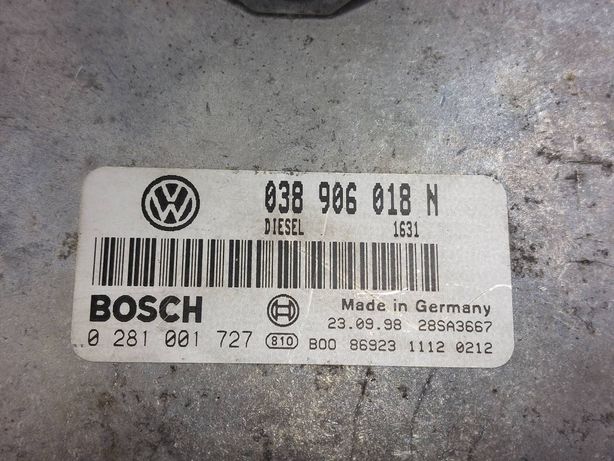 VW
038 906 018 N
DIESEL 1631
BOSCH
Made in Germany
23.09.98 28SA3667
0 281 001 727 810 B00 86923 1112 0212